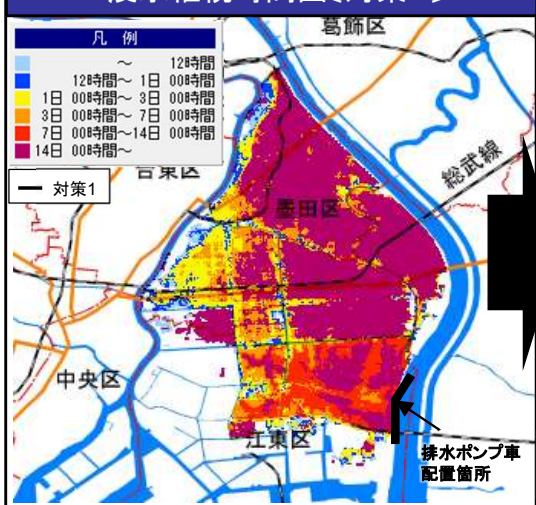 葛飾区
凡 例
～ 12時間
12時間～ 1日 00時間
1日 00時間～ 3日 00時間
3日 00時間～ 7日 00時間
7日 00時間～14日 00時間
14日 00時間～
台東区
総武線
対策1
墨田区
中央区
江東区
排水ポンプ車
配置箇所